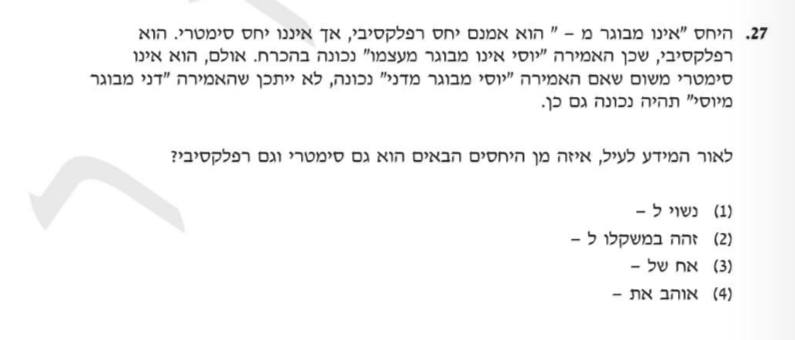 27. היחס "אינו מבוגר מ – " הוא אמנם יחס רפלקסיבי, אך איננו יחס סימטרי. הוא
רפלקסיבי, שכן האמירה "יוסי אינו מבוגר מעצמו" נכונה בהכרח. אולם, הוא אינו
סימטרי משום שאם האמירה "יוסי מבוגר מדני" נכונה, לא ייתכן שהאמירה "דני מבוגר
מיוסי" תהיה נכונה גם כן.
לאור המידע לעיל, איזה מן היחסים הבאים הוא גם סימטרי וגם רפלקסיבי?
(1) נשוי ל –
(2) זהה במשקלו ל –
(3) אח של –
(4) אוהב את –